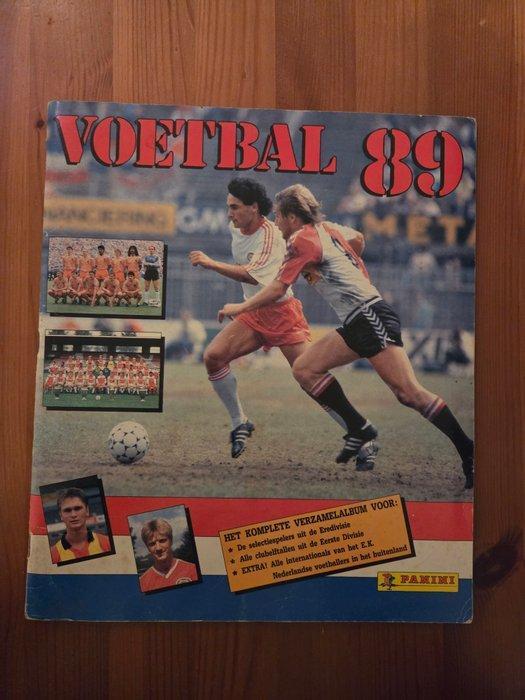 VOETBAL 89
HET KOMPLETE VERZAMELALBUM VOOR:
★ De selectiespelers uit de Eredivisie
★ Alle clubelftallen uit de Eerste Divisie
★ EXTRA! Alle internationals van het E.K.
Nederlandse voetballers in het buitenland
PANINI